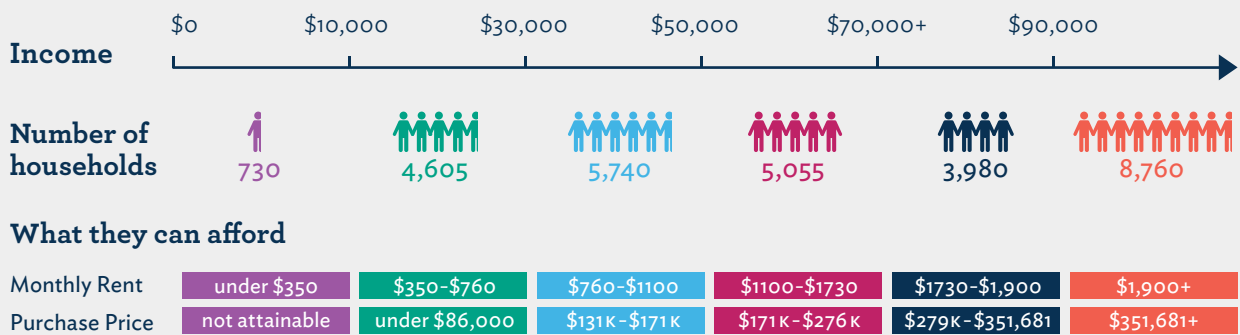 $0 $10,000 $30,000 $50,000 $70,000+ $90,000
Income
Number of
households
730 4,605 5,740 5,055 3,980 8,760
What they can afford
Monthly Rent under $350 $350-$760 $760-$1100 $1100-$1730 $1730-$1,900 $1,900+
Purchase Price not attainable under $86,000 $131K-$171K $171K-$276K $279K-$351,681 $351,681+